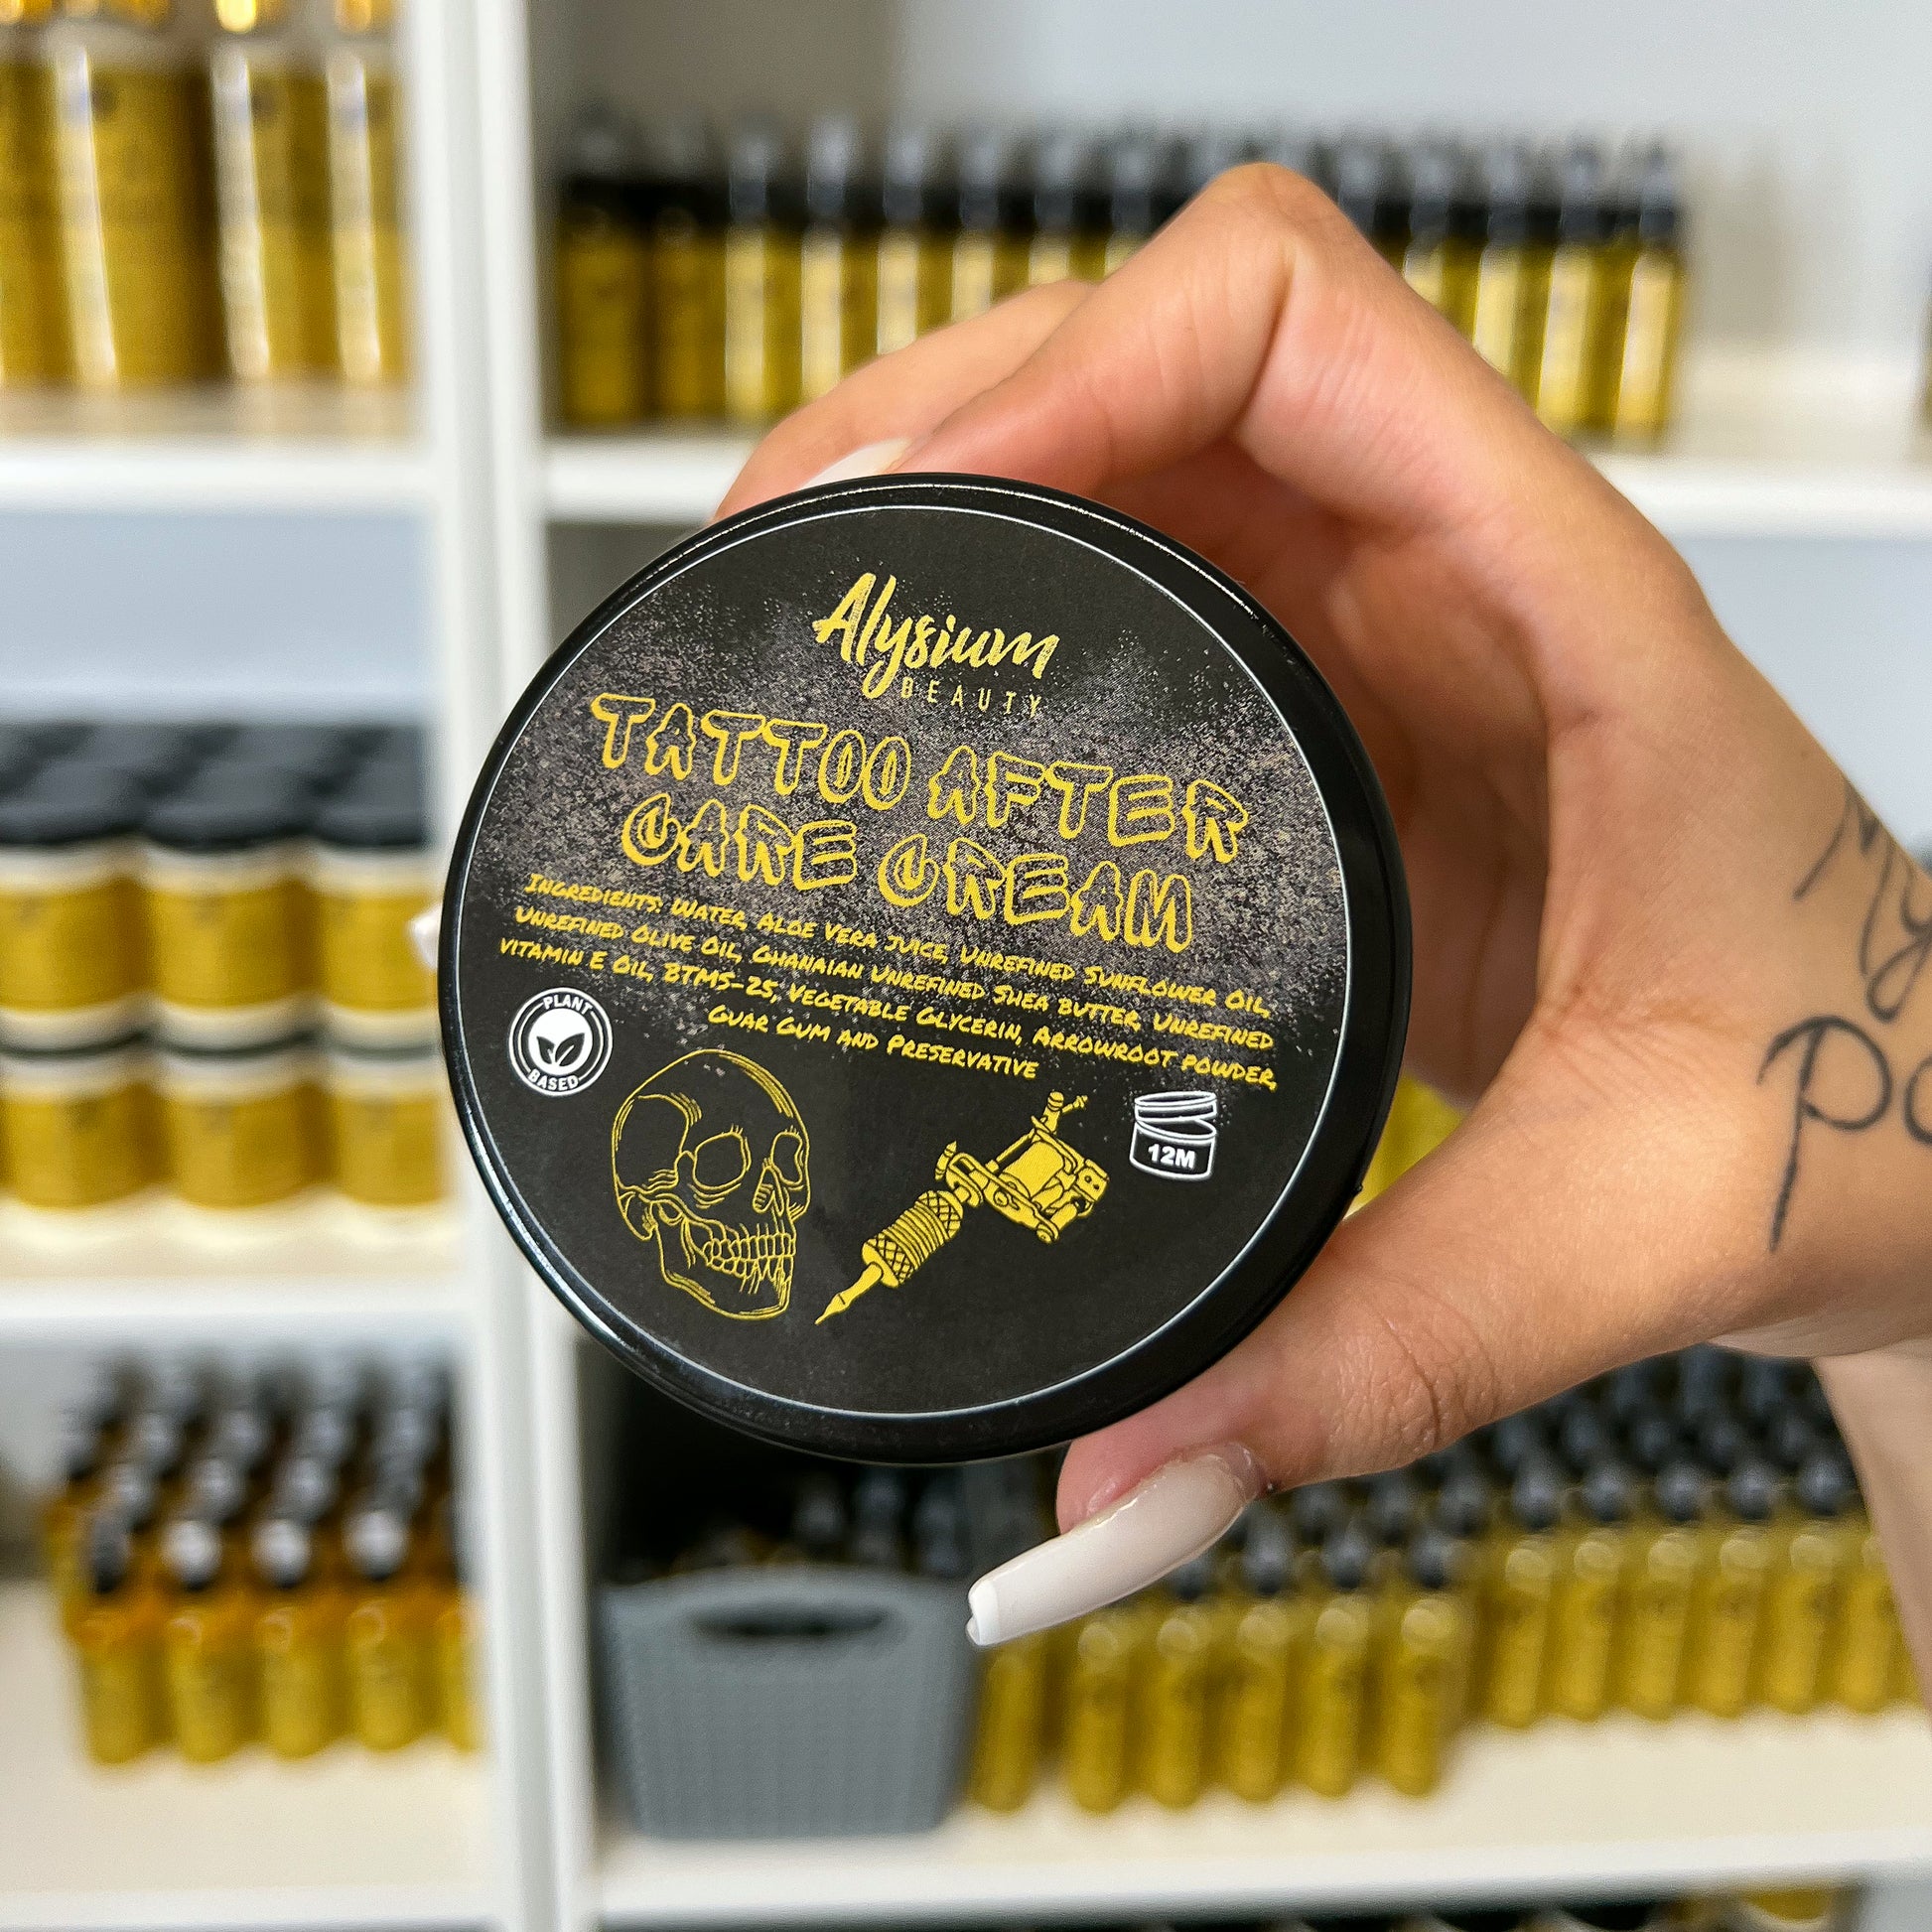 Alysium
BEAUTY
TATTOO AFTER
CARE CREAM
INGREDIENTS: WATER, ALOE VERA JUICE, UNREFINED SUNFLOWER OIL,
UNREFINED OLIVE OIL, GHANAIAN UNREFINED SHEA BUTTER, UNREFINED
VITAMIN E OIL, BTMS-25, VEGETABLE GLYCERIN, ARROWROOT POWDER,
GUAR GUM AND PRESERVATIVE
PLANT
BASED
12M